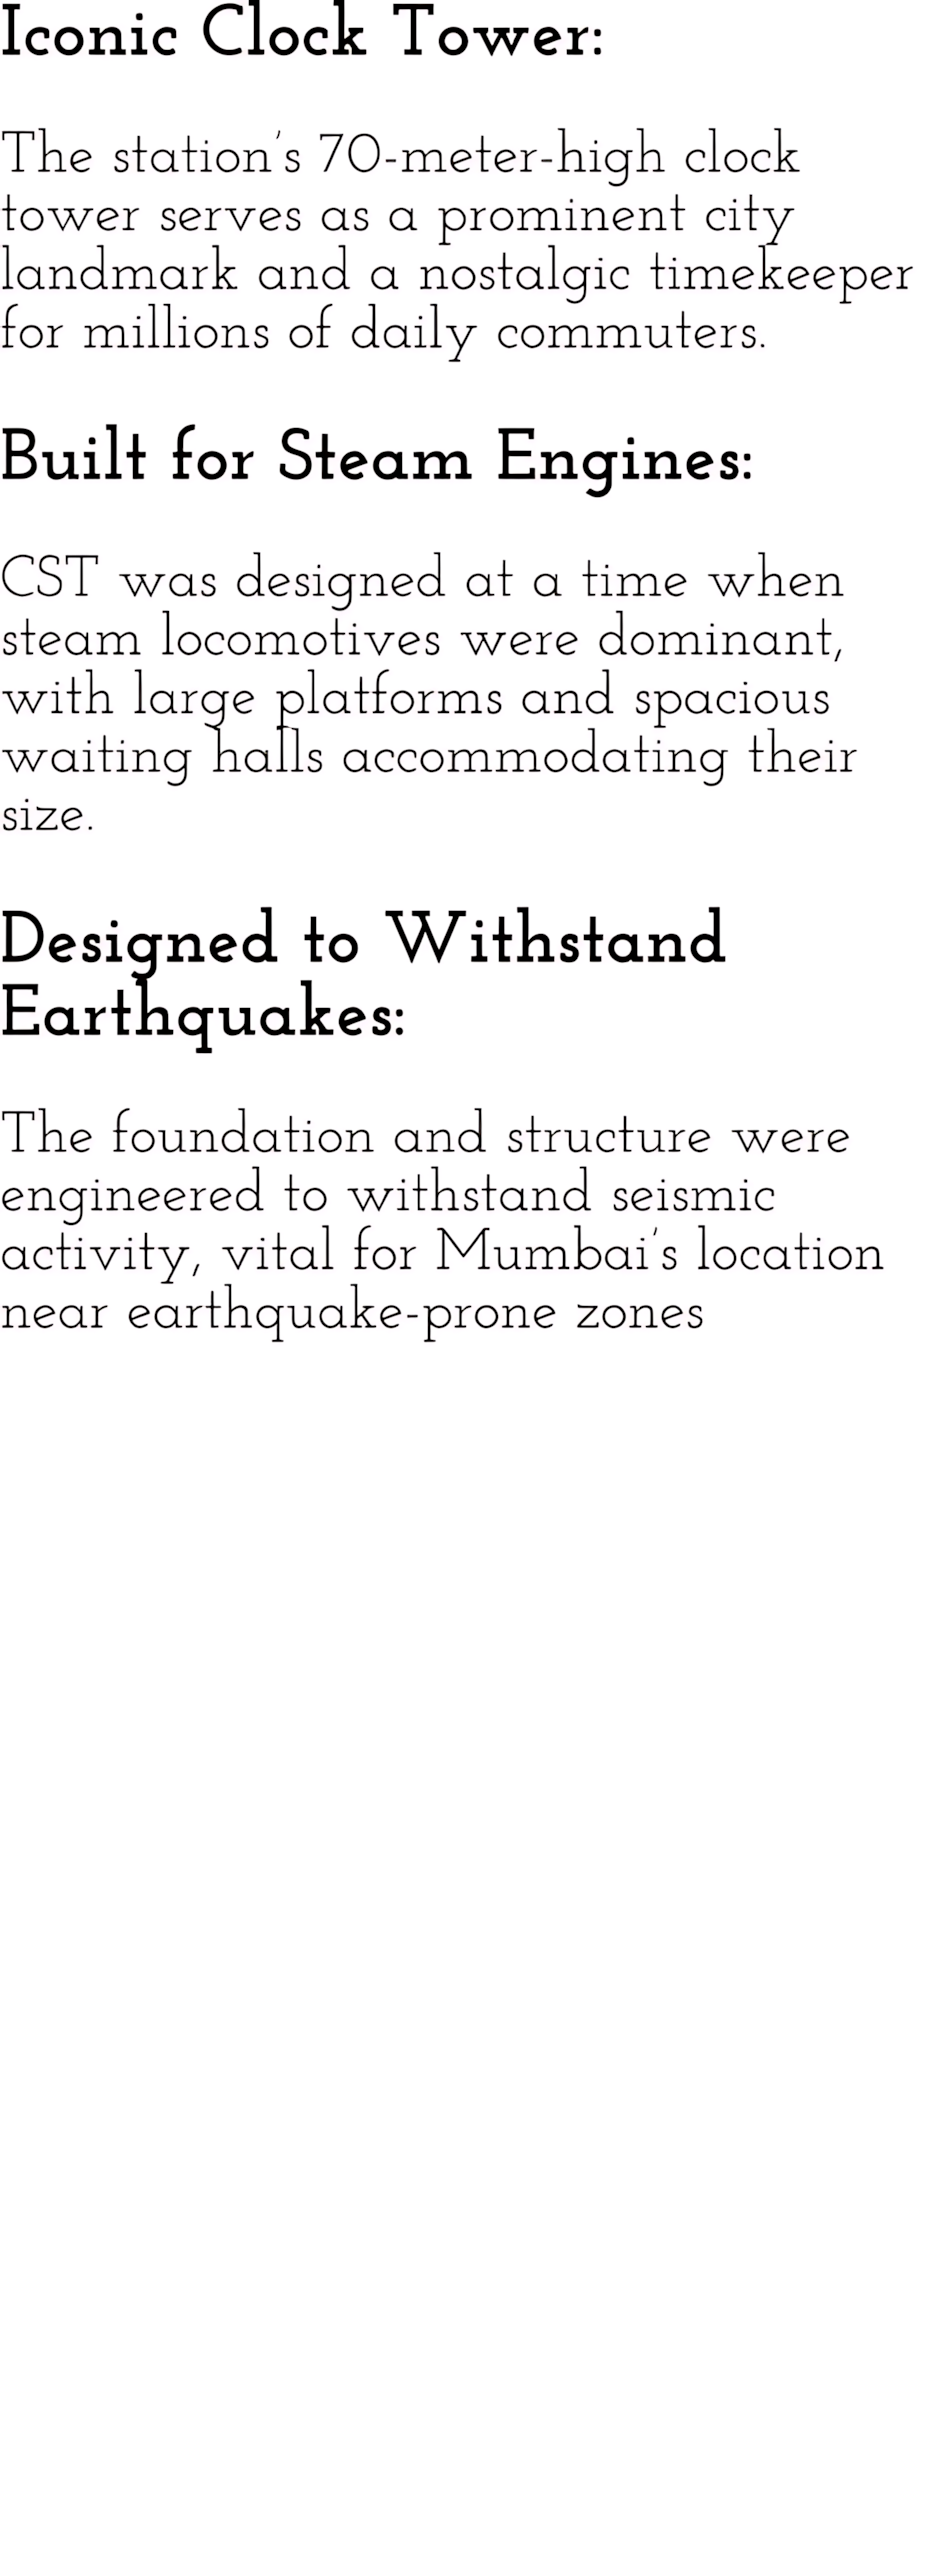 Iconic Clock Tower:
The station's 70-meter-high clock
tower serves as a prominent city
landmark and a nostalgic timekeeper
for millions of daily commuters.
Built for Steam Engines:
CST was designed at a time when
steam locomotives were dominant,
with large platforms and spacious
waiting halls accommodating their
size.
Designed to Withstand
Earthquakes:
The foundation and structure were
engineered to withstand seismic
activity, vital for Mumbai's location
near earthquake-prone zones